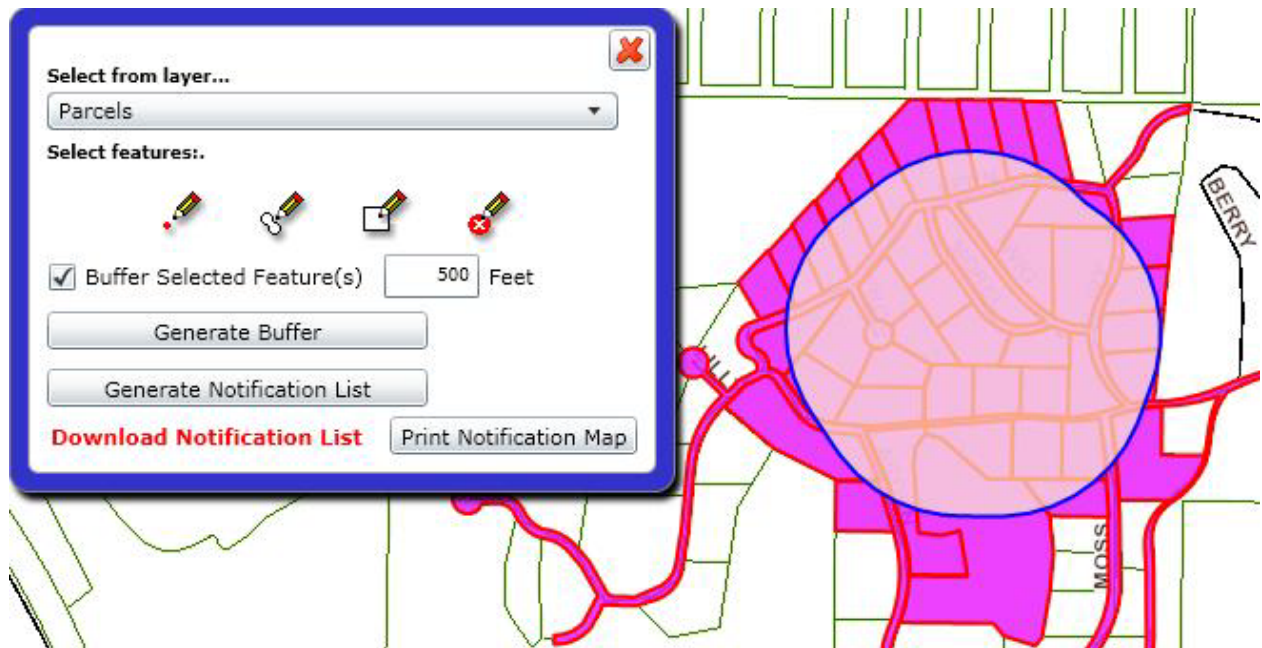 Select from layer...
Parcels
Select features:.
Buffer Selected Feature(s) 500 Feet
Generate Buffer
Generate Notification List
Download Notification List Print Notification Map
BERRY
MOSS